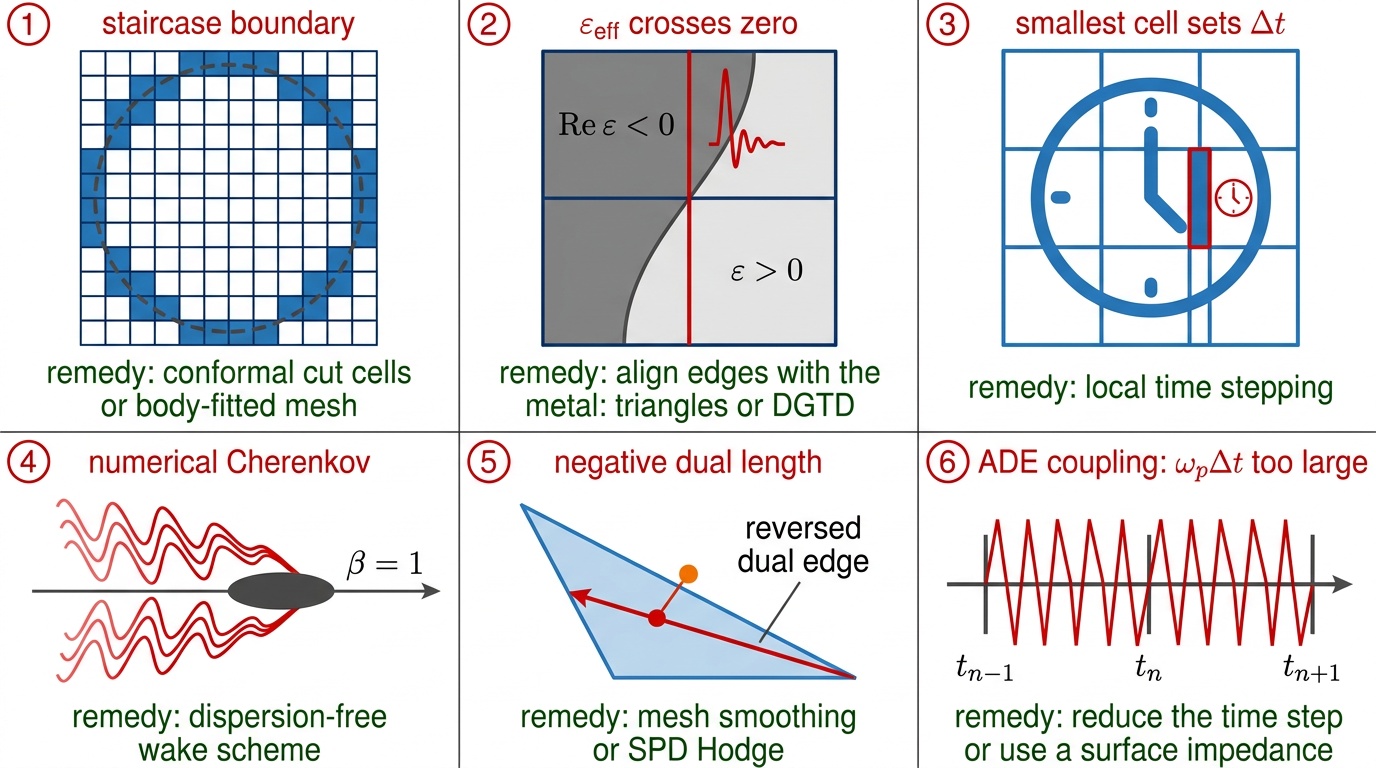 1 staircase boundary
remedy: conformal cut cells
or body-fitted mesh
2 ε_eff crosses zero
Re ε < 0
ε > 0
remedy: align edges with the
metal: triangles or DGTD
3 smallest cell sets Δt
remedy: local time stepping
4 numerical Cherenkov
β = 1
remedy: dispersion-free
wake scheme
5 negative dual length
reversed
dual edge
remedy: mesh smoothing
or SPD Hodge
6 ADE coupling: ω_pΔt too large
t_{n−1} t_n t_{n+1}
remedy: reduce the time step
or use a surface impedance